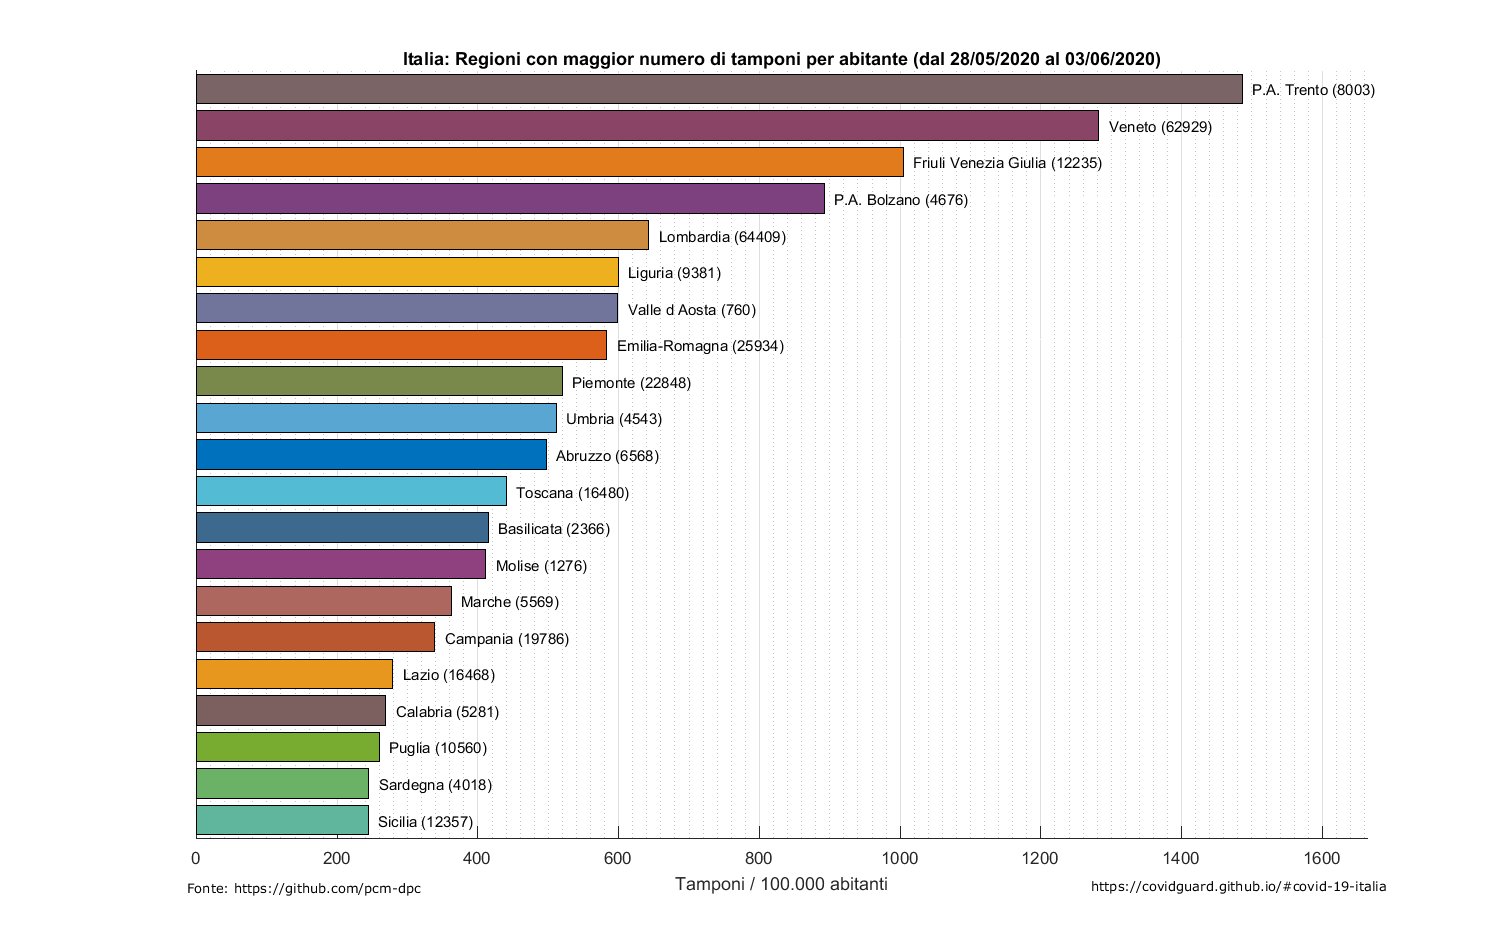 Italia: Regioni con maggior numero di tamponi per abitante (dal 28/05/2020 al 03/06/2020)
P.A. Trento (8003)
Veneto (62929)
Friuli Venezia Giulia (12235)
P.A. Bolzano (4676)
Lombardia (64409)
Liguria (9381)
Valle d Aosta (760)
Emilia-Romagna (25934)
Piemonte (22848)
Umbria (4543)
Abruzzo (6568)
Toscana (16480)
Basilicata (2366)
Molise (1276)
Marche (5569)
Campania (19786)
Lazio (16468)
Calabria (5281)
Puglia (10560)
Sardegna (4018)
Sicilia (12357)
0 200 400 600 800 1000 1200 1400 1600
Tamponi / 100.000 abitanti
Fonte: https://github.com/pcm-dpc
https://covidguard.github.io/#covid-19-italia